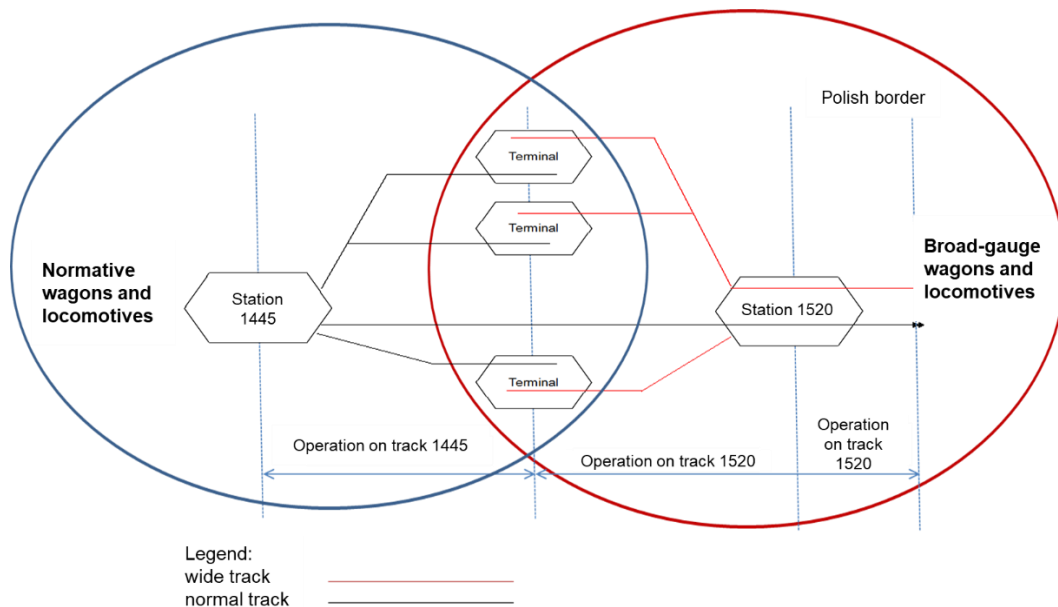 Polish border
Terminal
Terminal
Normative
wagons and
locomotives
Station
1445
Broad-gauge
wagons and
locomotives
Station 1520
Terminal
Operation on track 1445
Operation on track 1520
Operation
on track
1520
Legend:
wide track
normal track